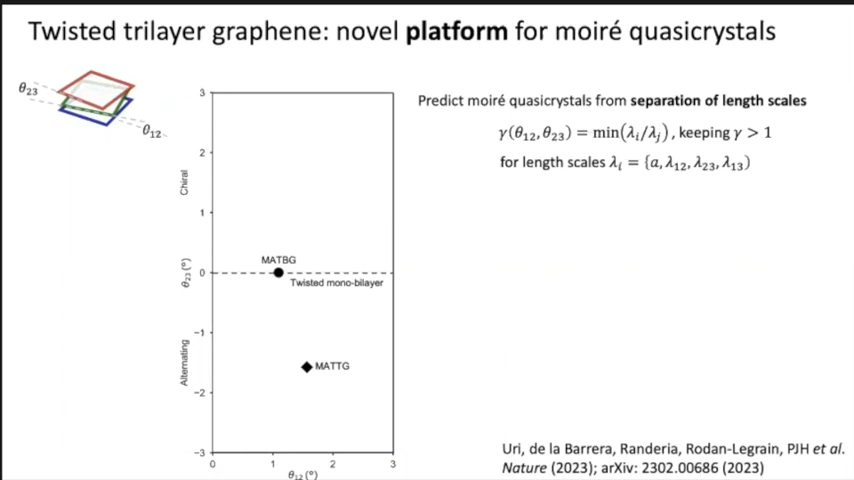 Twisted trilayer graphene: novel platform for moiré quasicrystals
θ23
θ12
Predict moiré quasicrystals from separation of length scales
γ(θ12,θ23) = min(λi/λj), keeping γ > 1
for length scales λi = {a, λ12, λ23, λ13)
3
2
1
0
−1
−2
−3
Chiral
θ23 (°)
Alternating
MATBG
Twisted mono-bilayer
MATTG
0
1
2
3
θ12 (°)
Uri, de la Barrera, Randeria, Rodan-Legrain, PJH et al.
Nature (2023); arXiv: 2302.00686 (2023)